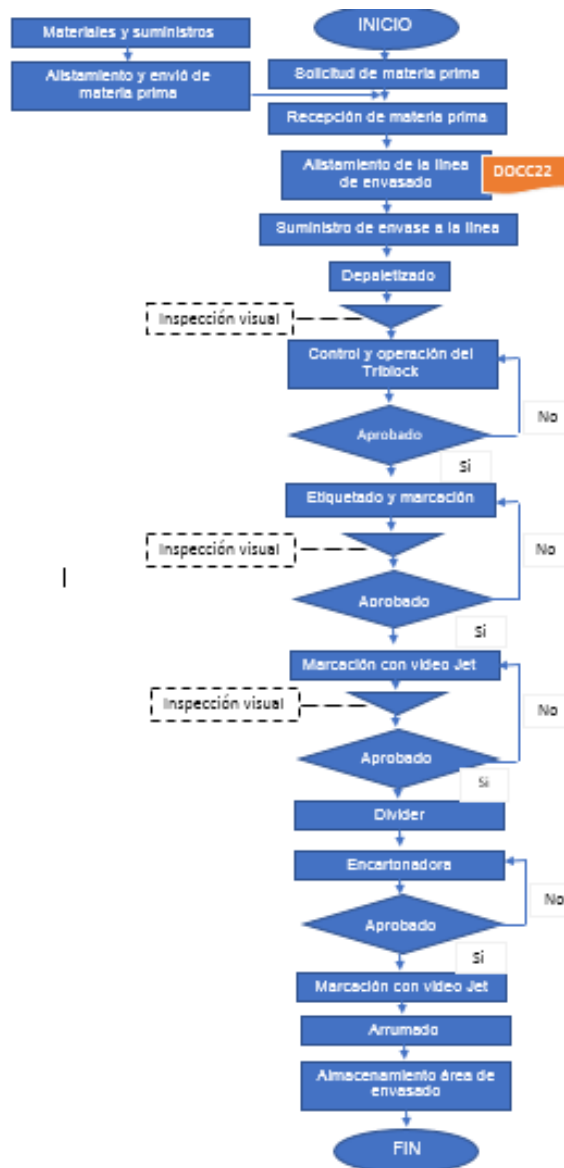 INICIO
Materiales y suministros
Alistamiento y envió de
materia prima
Solicitud de materia prima
Recepción de materia prima
Alistamiento de la linea
de envasado
DOCC22
Suministro de envase a la linea
Depaletizado
Inspección visual
Control y operación del
Triblock
No
Aprobado
Si
Etiquetado y marcación
Inspección visual
No
Aprobado
Si
Marcación con video Jet
Inspección visual
No
Aprobado
Si
Divider
Encartonadora
No
Aprobado
Si
Marcación con video Jet
Arrumado
Almacenamiento área de
envasado
FIN